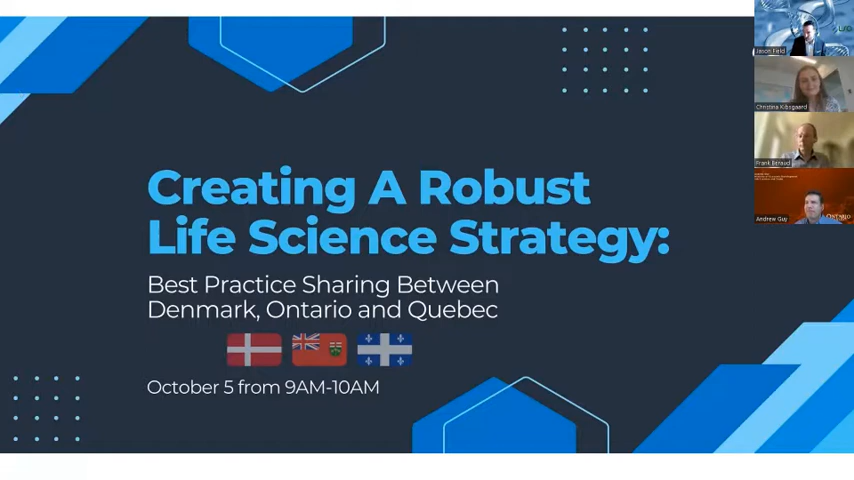 Creating A Robust
Life Science Strategy:
Best Practice Sharing Between
Denmark, Ontario and Quebec
October 5 from 9AM-10AM
Jason Field
Christina Kibsgaard
Frank Béraud
Andrew Guy
ONTARIO